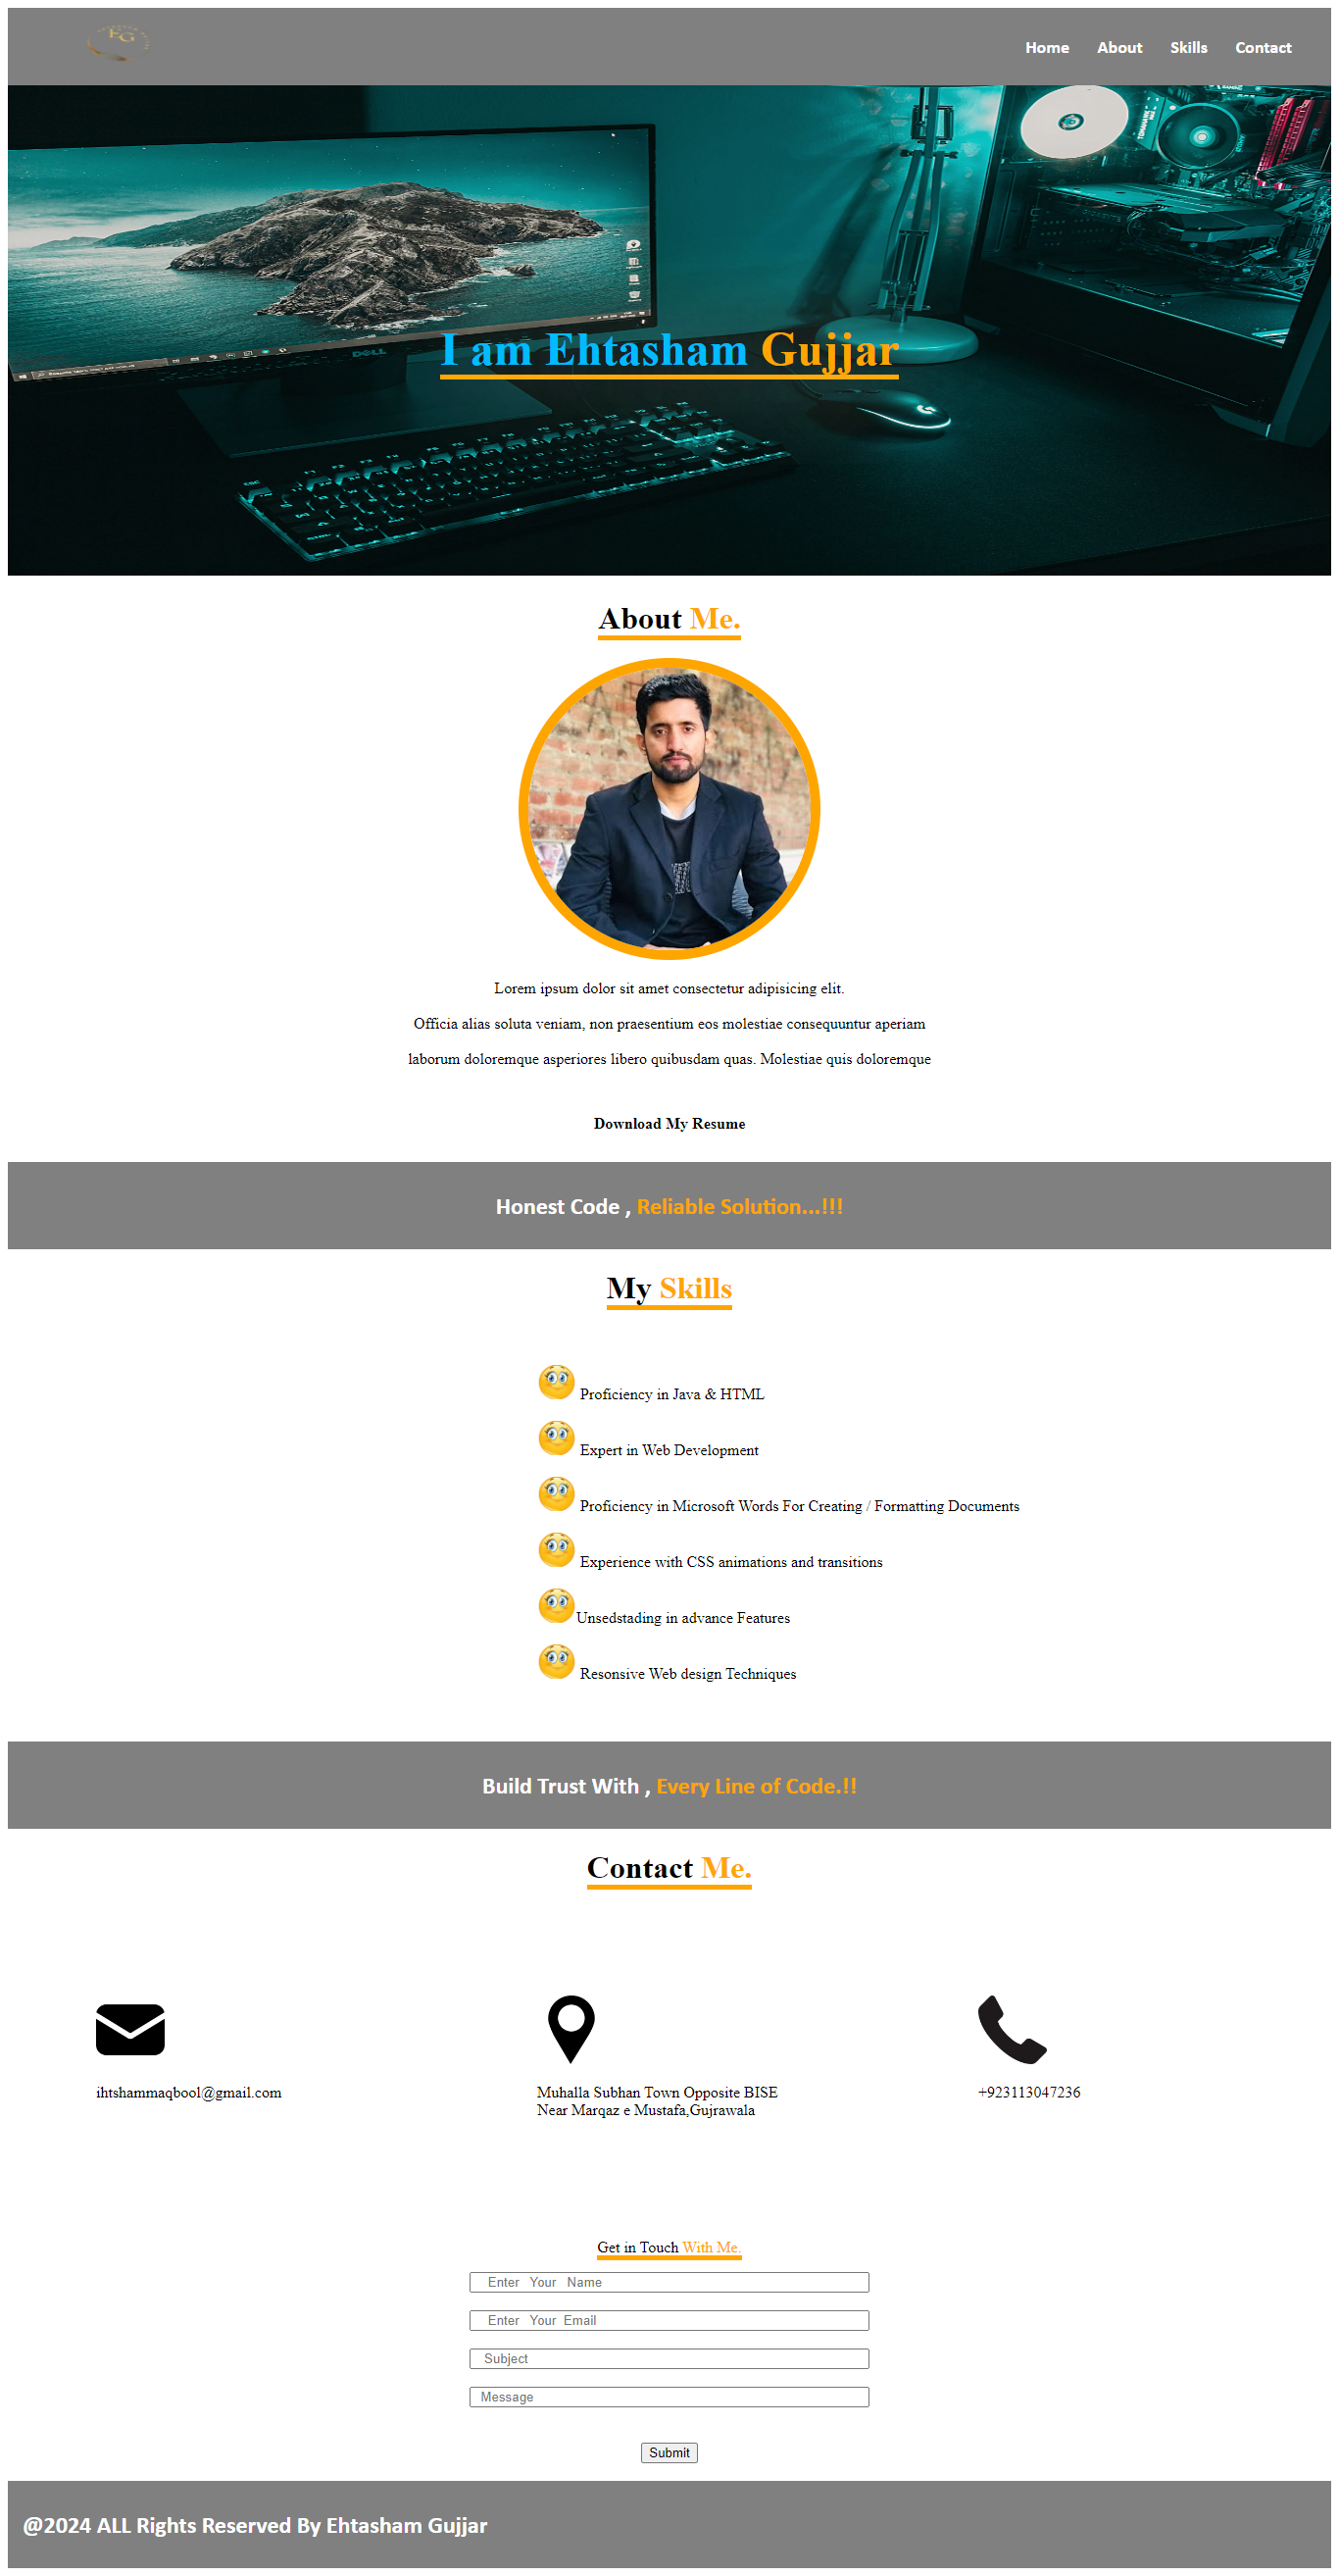 EG
Home About Skills Contact
DELL
I am Ehtasham Gujjar
About Me.
Lorem ipsum dolor sit amet consectetur adipisicing elit.
Officia alias soluta veniam, non praesentium eos molestiae consequuntur aperiam
laborum doloremque asperiores libero quibusdam quas. Molestiae quis doloremque
Download My Resume
Honest Code , Reliable Solution...!!!
My Skills
Proficiency in Java & HTML
Expert in Web Development
Proficiency in Microsoft Words For Creating / Formatting Documents
Experience with CSS animations and transitions
Unsedstading in advance Features
Resonsive Web design Techniques
Build Trust With , Every Line of Code.!!
Contact Me.
ihtshammaqbool@gmail.com
Muhalla Subhan Town Opposite BISE
Near Marqaz e Mustafa,Gujrawala
+923113047236
Get in Touch With Me.
Enter Your Name
Enter Your Email
Subject
Message
Submit
@2024 ALL Rights Reserved By Ehtasham Gujjar